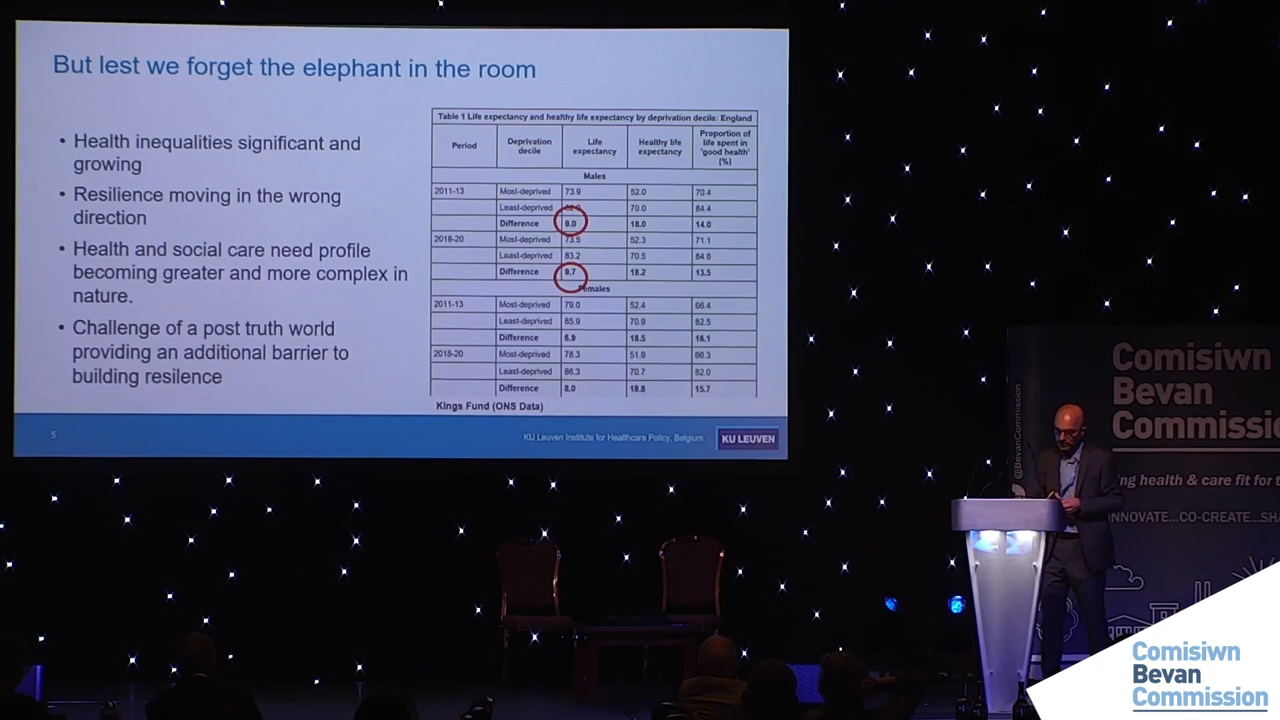 But lest we forget the elephant in the room
• Health inequalities significant and
growing
• Resilience moving in the wrong
direction
• Health and social care need profile
becoming greater and more complex in
nature.
• Challenge of a post truth world
providing an additional barrier to
building resilence
Table 1 Life expectancy and healthy life expectancy by deprivation decile: England
Period Deprivation decile Life expectancy Healthy life expectancy Proportion of life spent in 'good health' (%)
Males
2011-13 Most-deprived 73.9 52.0 70.4
Least-deprived 70.0 84.4
Difference 9.0 18.0 14.0
2018-20 Most-deprived 73.5 52.3 71.1
Least-deprived 83.2 70.5 84.0
Difference 9.7 18.2 13.5
Females
2011-13 Most-deprived 79.0 52.4 66.4
Least-deprived 85.9 70.9 82.5
Difference 6.9 18.5 16.1
2018-20 Most-deprived 78.3 51.9 66.3
Least-deprived 86.3 70.7 82.0
Difference 8.0 18.8 15.7
Kings Fund (ONS Data)
5
KU Leuven Institute for Healthcare Policy, Belgium
KU LEUVEN
@BevanCommission
Comisiwn
Bevan
Commissi
ng health & care fit for t
NNOVATE...CO-CREATE...SH
Comisiwn
Bevan
Commission